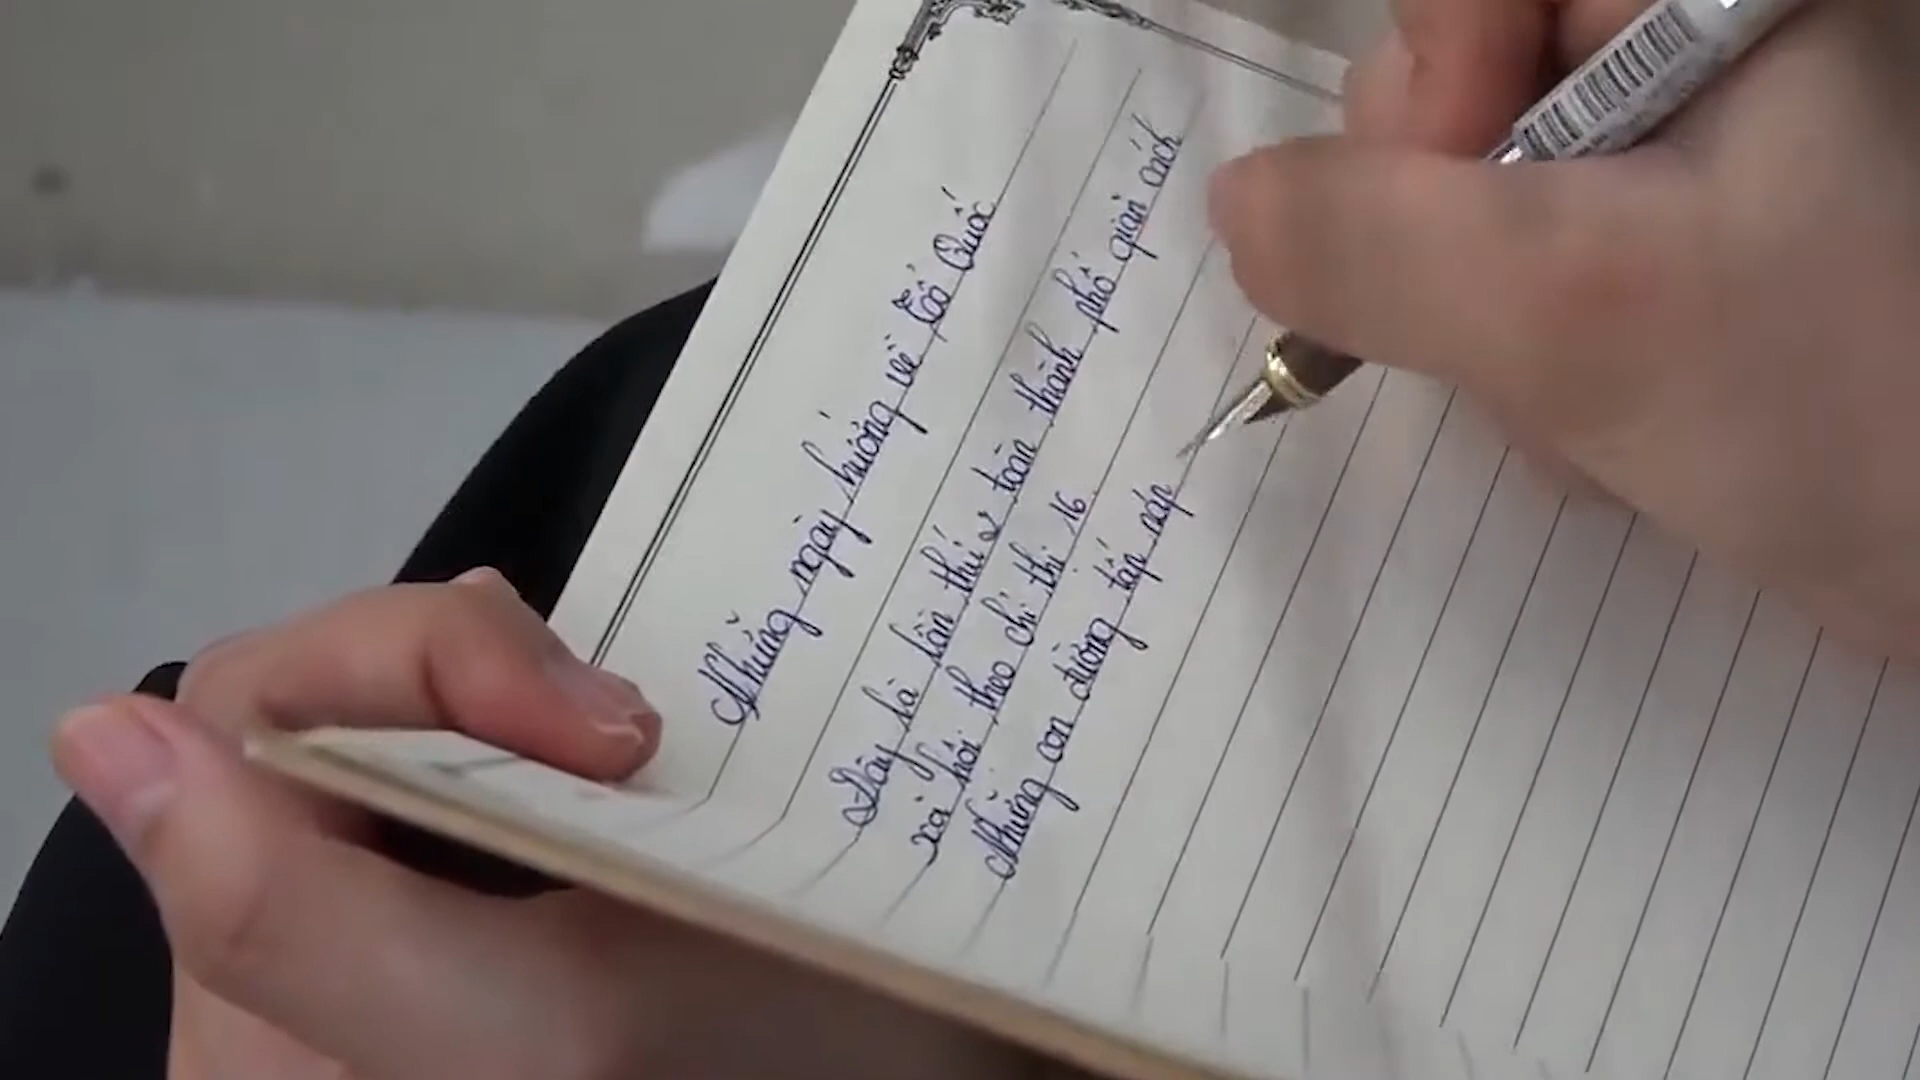 Những ngày hướng về Tổ Quốc
Đây là lần thứ 2 toàn thành phố giãn cách
xã hội theo chỉ thị 16
Những con đường tấp nập